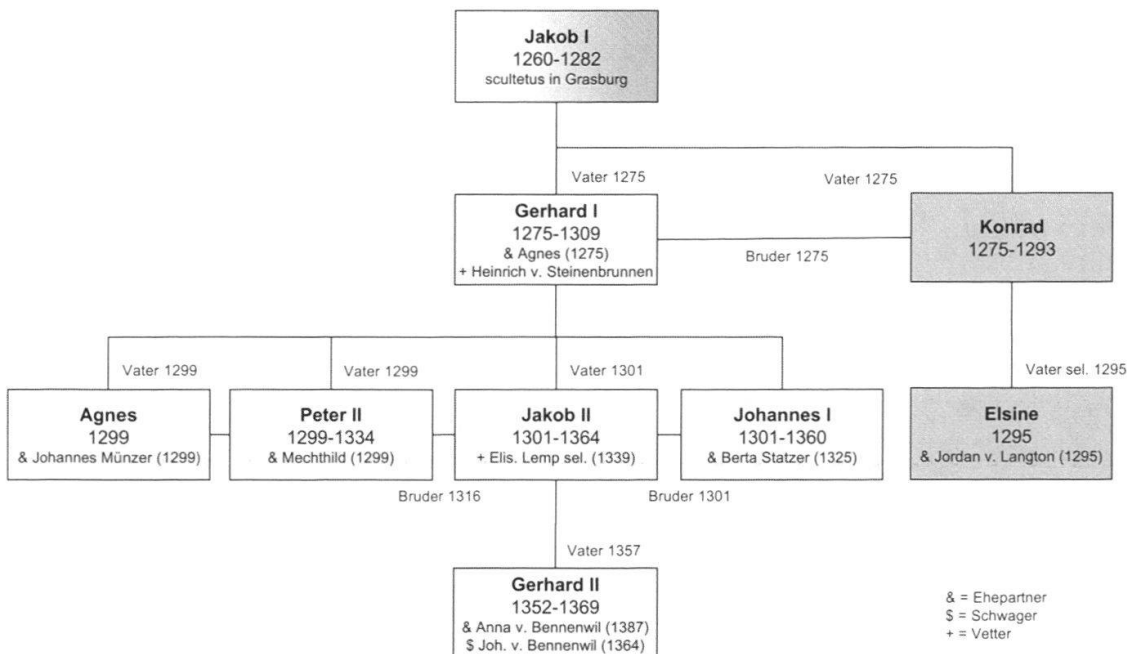 Jakob I
1260-1282
scultetus in Grasburg
Vater 1275
Vater 1275
Gerhard I
1275-1309
& Agnes (1275)
+ Heinrich v. Steinenbrunnen
Bruder 1275
Konrad
1275-1293
Vater 1299
Vater 1299
Vater 1301
Vater sel. 1295
Agnes
1299
& Johannes Münzer (1299)
Peter II
1299-1334
& Mechthild (1299)
Jakob II
1301-1364
+ Elis. Lemp sel. (1339)
Johannes I
1301-1360
& Berta Statzer (1325)
Elsine
1295
& Jordan v. Langton (1295)
Bruder 1316
Bruder 1301
Vater 1357
Gerhard II
1352-1369
& Anna v. Bennenwil (1387)
$ Joh. v. Bennenwil (1364)
& = Ehepartner
$ = Schwager
+ = Vetter